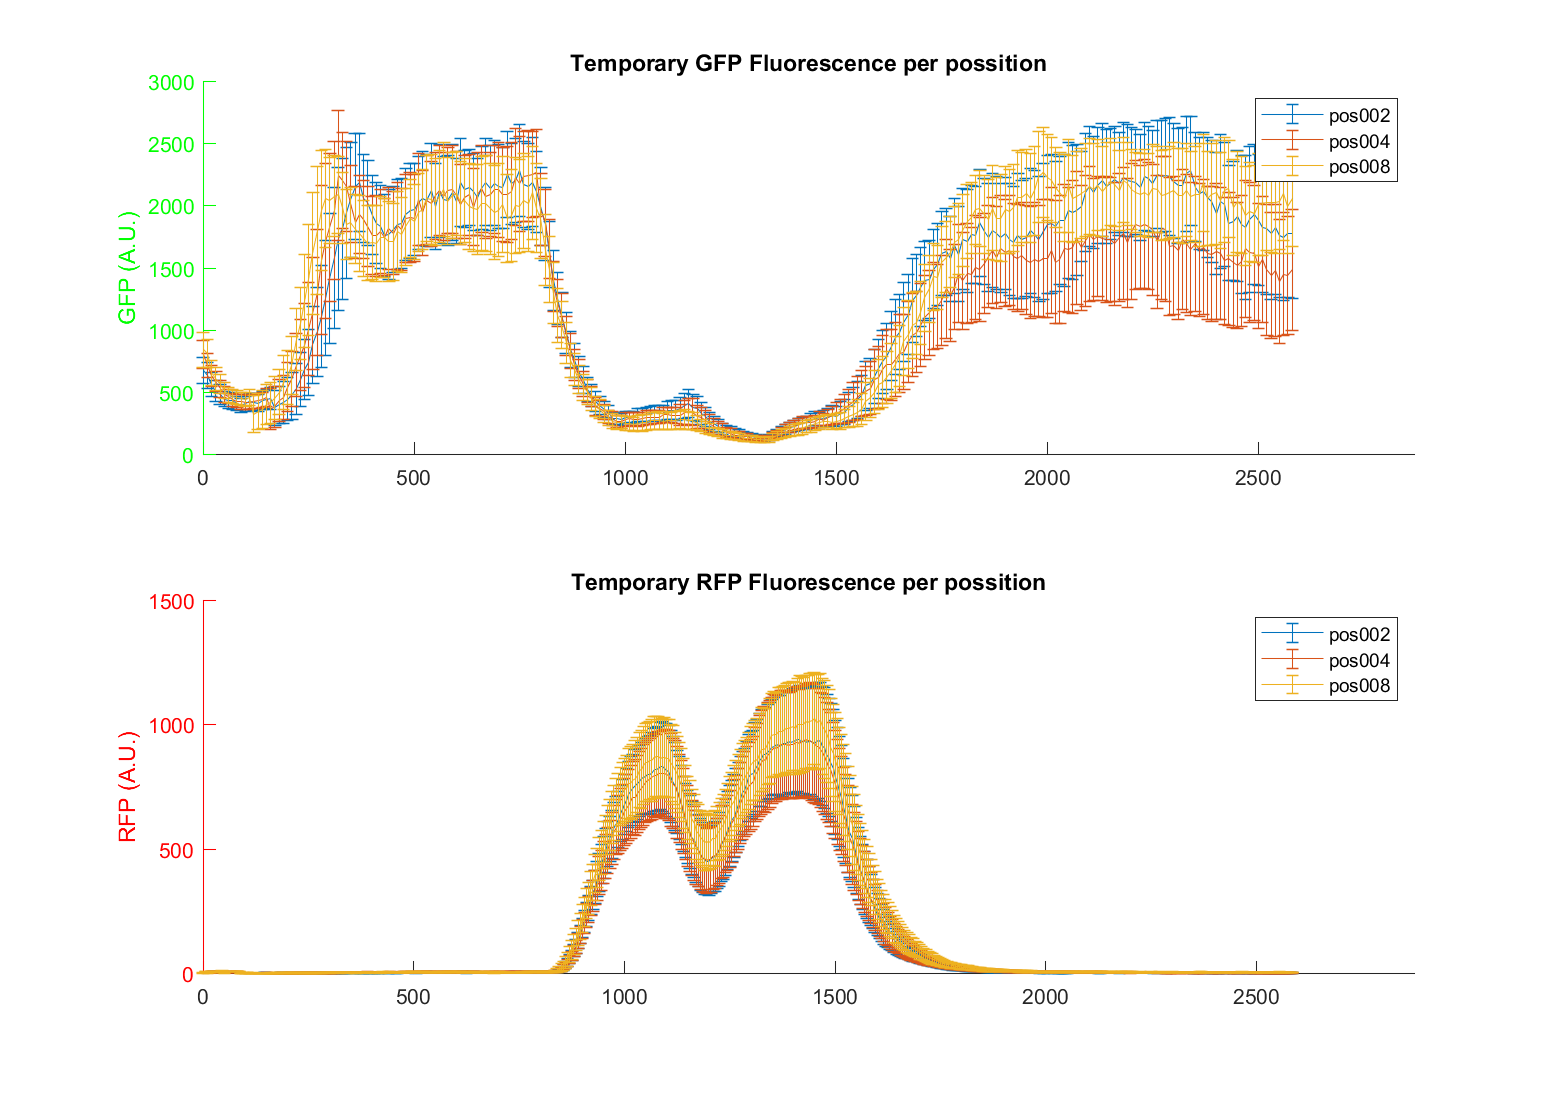 Temporary GFP Fluorescence per possition
3000
2500
2000
1500
1000
500
0
GFP (A.U.)
0 500 1000 1500 2000 2500
pos002
pos004
pos008
Temporary RFP Fluorescence per possition
1500
1000
500
0
RFP (A.U.)
0 500 1000 1500 2000 2500
pos002
pos004
pos008